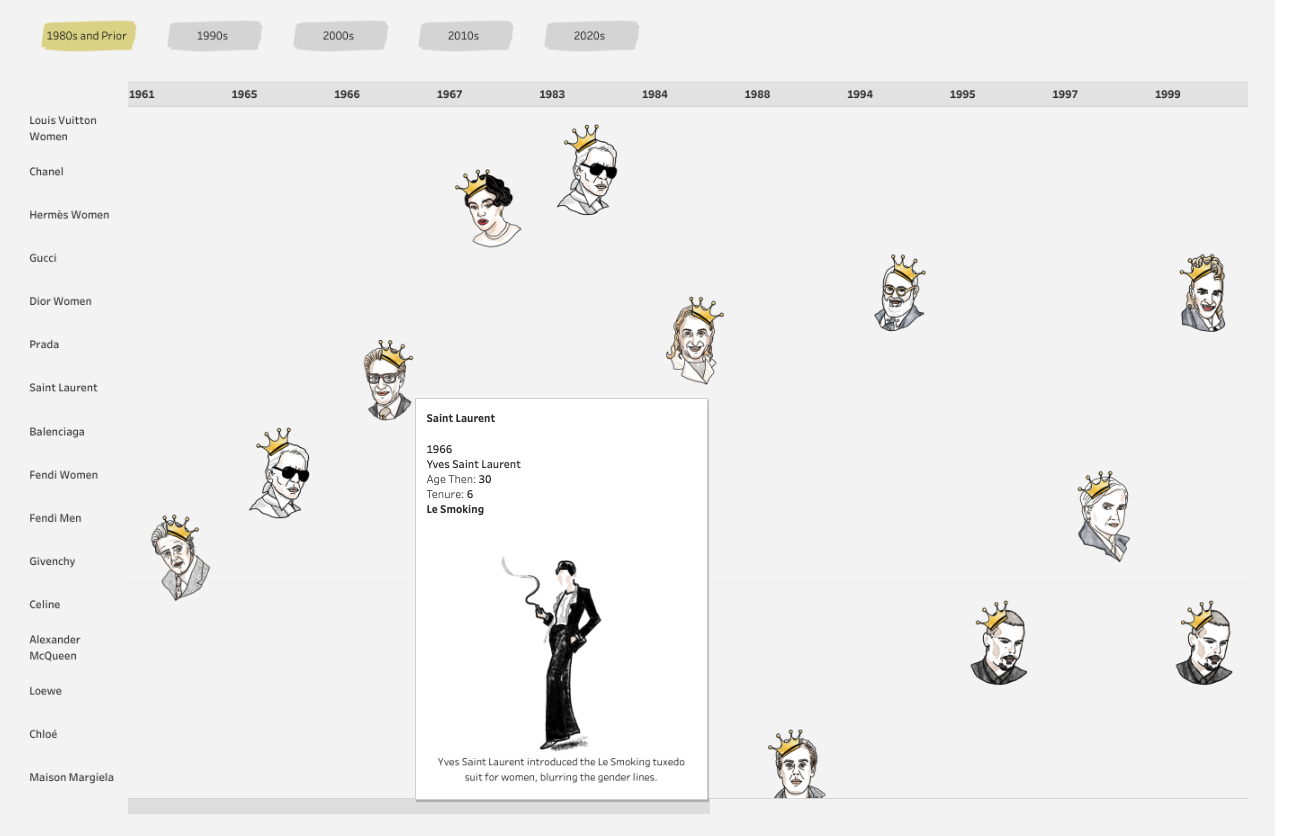 1980s and Prior
1990s
2000s
2010s
2020s
1961
1965
1966
1967
1983
1984
1988
1994
1995
1997
1999
Louis Vuitton
Women
Chanel
Hermès Women
Gucci
Dior Women
Prada
Saint Laurent
Balenciaga
Fendi Women
Fendi Men
Givenchy
Celine
Alexander
McQueen
Loewe
Chloé
Maison Margiela
Saint Laurent
1966
Yves Saint Laurent
Age Then: 30
Tenure: 6
Le Smoking
Yves Saint Laurent introduced the Le Smoking tuxedo
suit for women, blurring the gender lines.